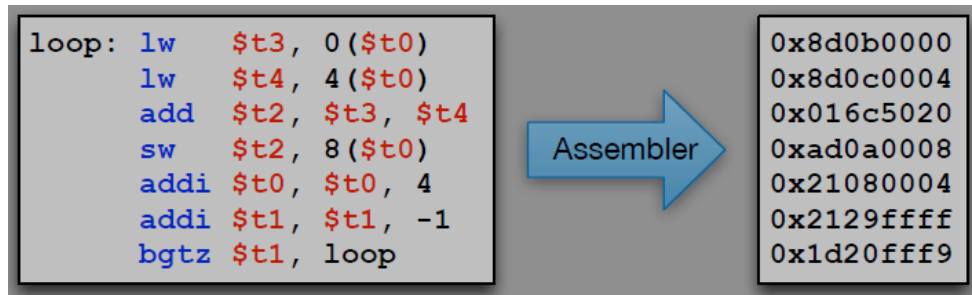 loop: lw $t3, 0($t0)
lw $t4, 4($t0)
add $t2, $t3, $t4
sw $t2, 8($t0)
addi $t0, $t0, 4
addi $t1, $t1, -1
bgtz $t1, loop
Assembler
0x8d0b0000
0x8d0c0004
0x016c5020
0xad0a0008
0x21080004
0x2129ffff
0x1d20fff9